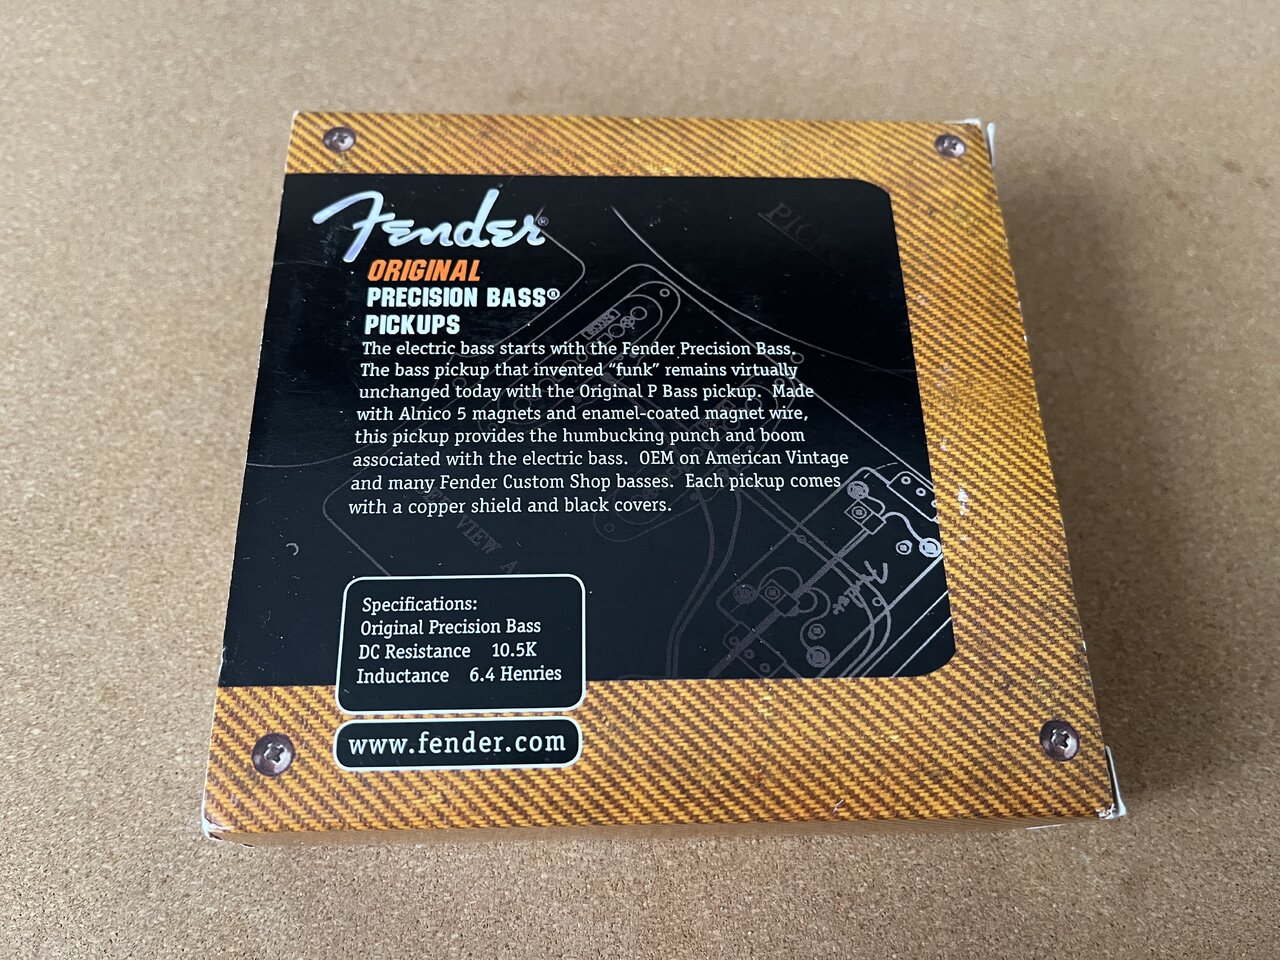 Fender®
ORIGINAL
PRECISION BASS®
PICKUPS
The electric bass starts with the Fender Precision Bass.
The bass pickup that invented “funk” remains virtually
unchanged today with the Original P Bass pickup. Made
with Alnico 5 magnets and enamel-coated magnet wire,
this pickup provides the humbucking punch and boom
associated with the electric bass. OEM on American Vintage
and many Fender Custom Shop basses. Each pickup comes
with a copper shield and black covers.
VIEW A
Fender
Specifications:
Original Precision Bass
DC Resistance 10.5K
Inductance 6.4 Henries
www.fender.com